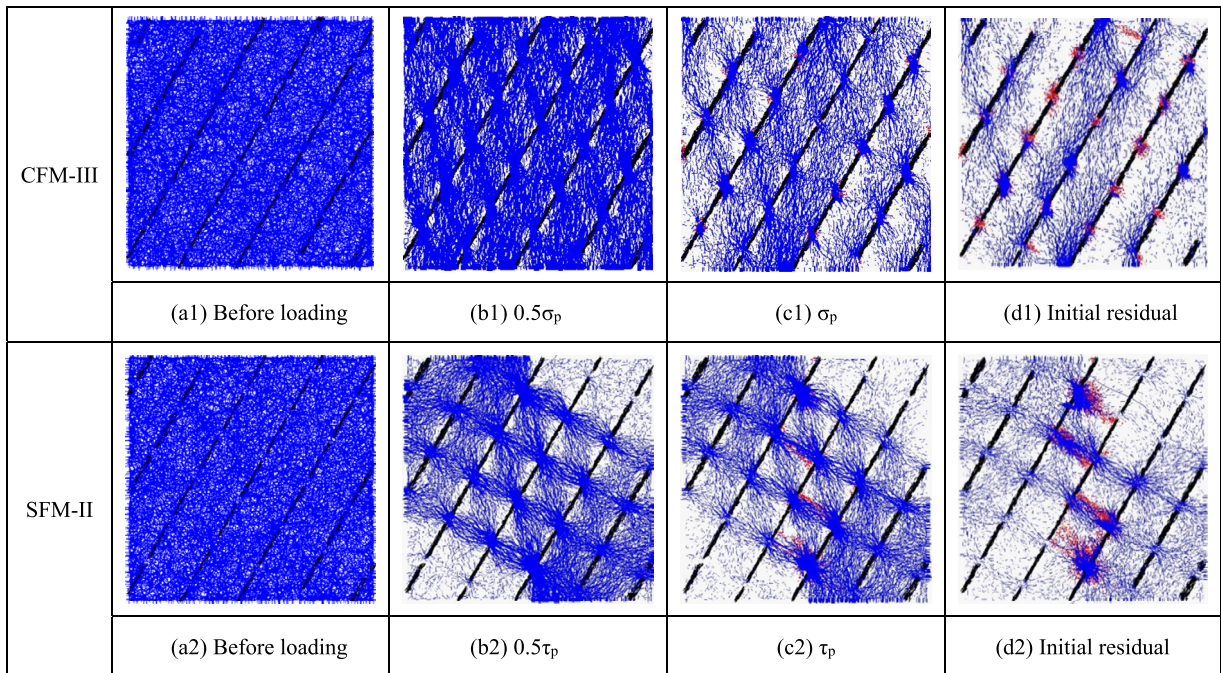 CFM-III
(a1) Before loading
(b1) 0.5σₚ
(c1) σₚ
(d1) Initial residual
SFM-II
(a2) Before loading
(b2) 0.5τₚ
(c2) τₚ
(d2) Initial residual